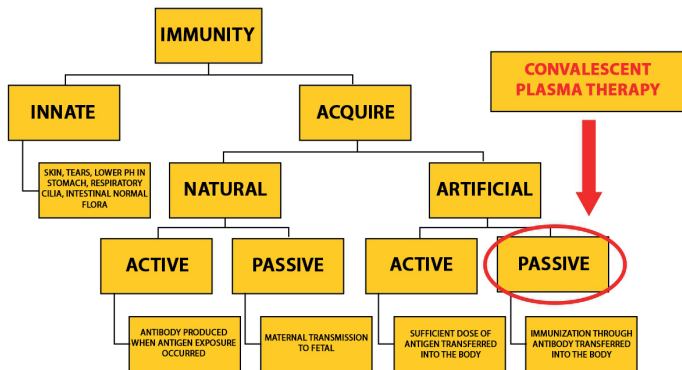 IMMUNITY
CONVALESCENT
PLASMA THERAPY
INNATE
ACQUIRE
SKIN, TEARS, LOWER PH IN
STOMACH, RESPIRATORY
CILIA, INTESTINAL NORMAL
FLORA
NATURAL
ARTIFICIAL
ACTIVE
PASSIVE
ACTIVE
PASSIVE
ANTIBODY PRODUCED
WHEN ANTIGEN EXPOSURE
OCCURRED
MATERNAL TRANSMISSION
TO FETAL
SUFFICIENT DOSE OF
ANTIGEN TRANSFERRED
INTO THE BODY
IMMUNIZATION THROUGH
ANTIBODY TRANSFERRED
INTO THE BODY